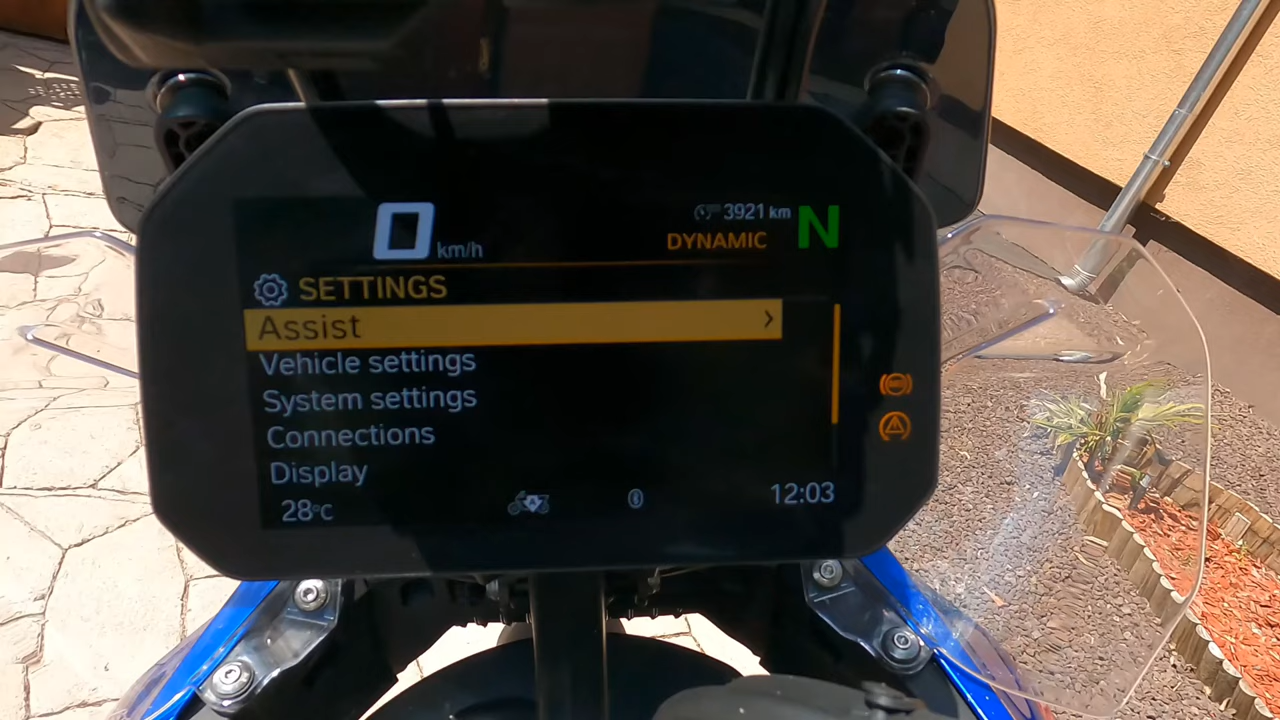 0 km/h
3921 km
DYNAMIC N
SETTINGS
Assist
Vehicle settings
System settings
Connections
Display
28°C
12:03